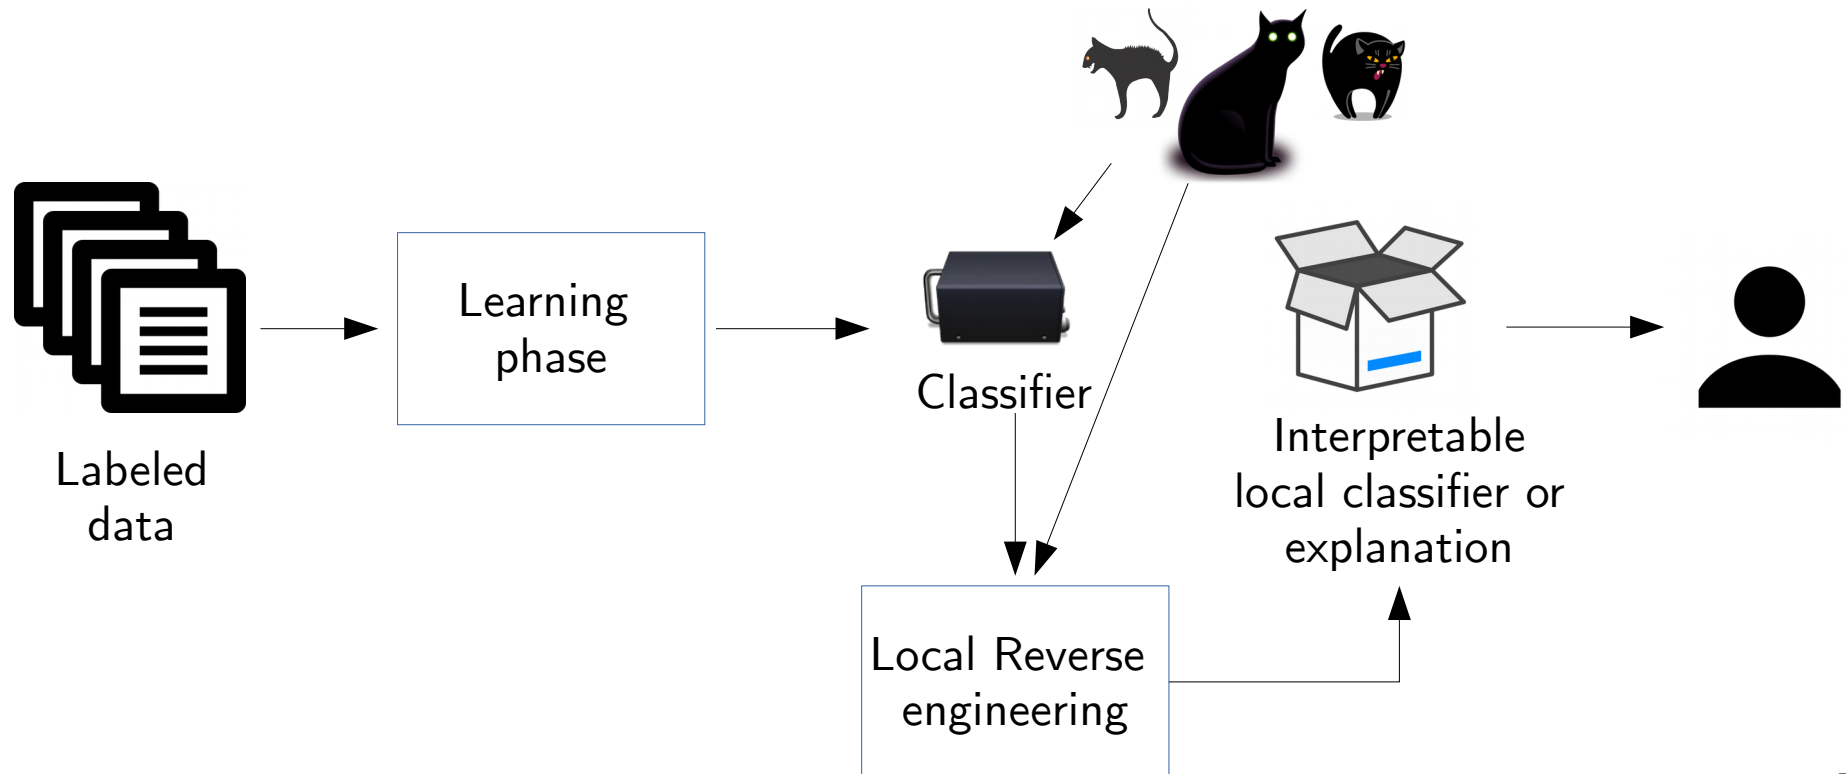 Labeled
data
Learning
phase
Classifier
Local Reverse
engineering
Interpretable
local classifier or
explanation